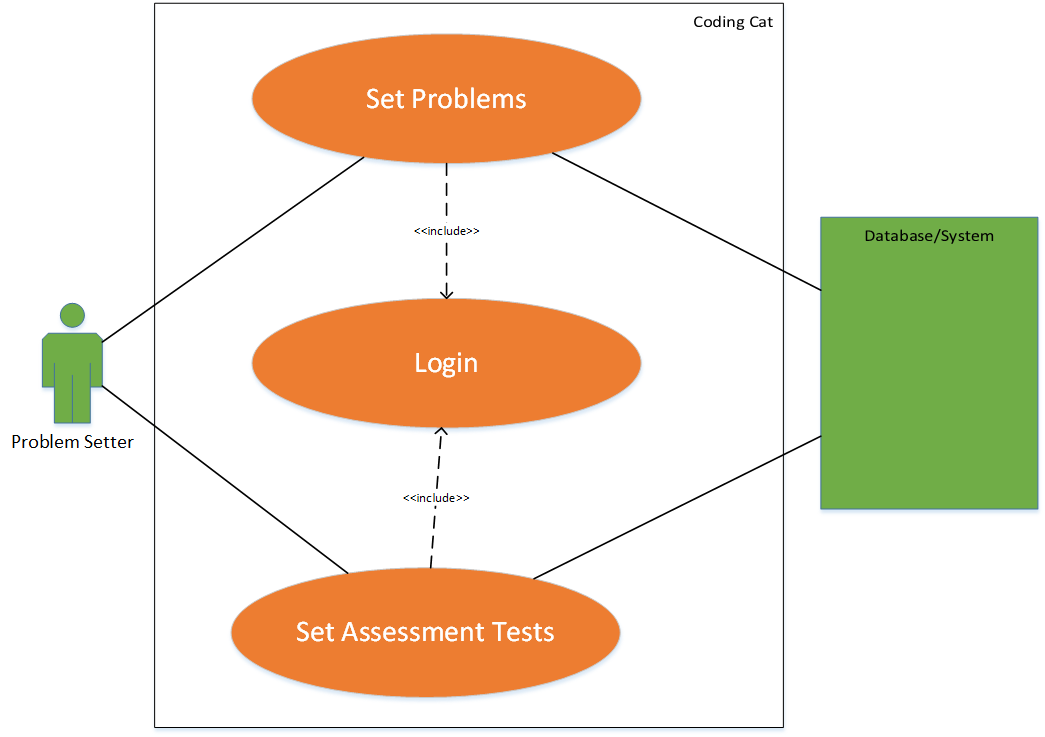 Coding Cat
Set Problems
<<include>>
Database/System
Login
Problem Setter
<<include>>
Set Assessment Tests